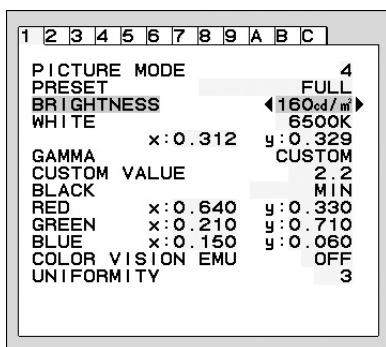 1 2 3 4 5 6 7 8 9 A B C
PICTURE MODE 4
PRESET FULL
BRIGHTNESS 160cd/㎡
WHITE 6500K
x:0.312 y:0.329
GAMMA CUSTOM
CUSTOM VALUE 2.2
BLACK MIN
RED x:0.640 y:0.330
GREEN x:0.210 y:0.710
BLUE x:0.150 y:0.060
COLOR VISION EMU OFF
UNIFORMITY 3